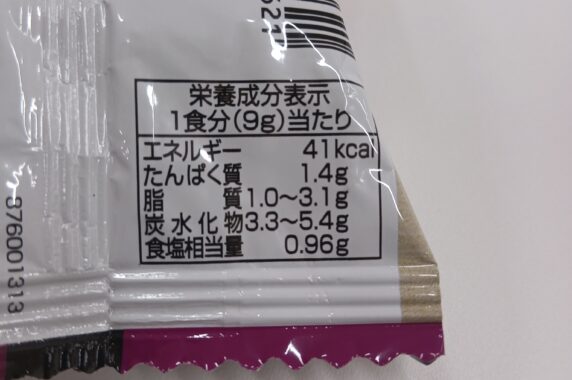 栄養成分表示
1食分(9g)当たり
エネルギー 41kcal
たんぱく質 1.4g
脂質 1.0～3.1g
炭水化物 3.3～5.4g
食塩相当量 0.96g
876001313